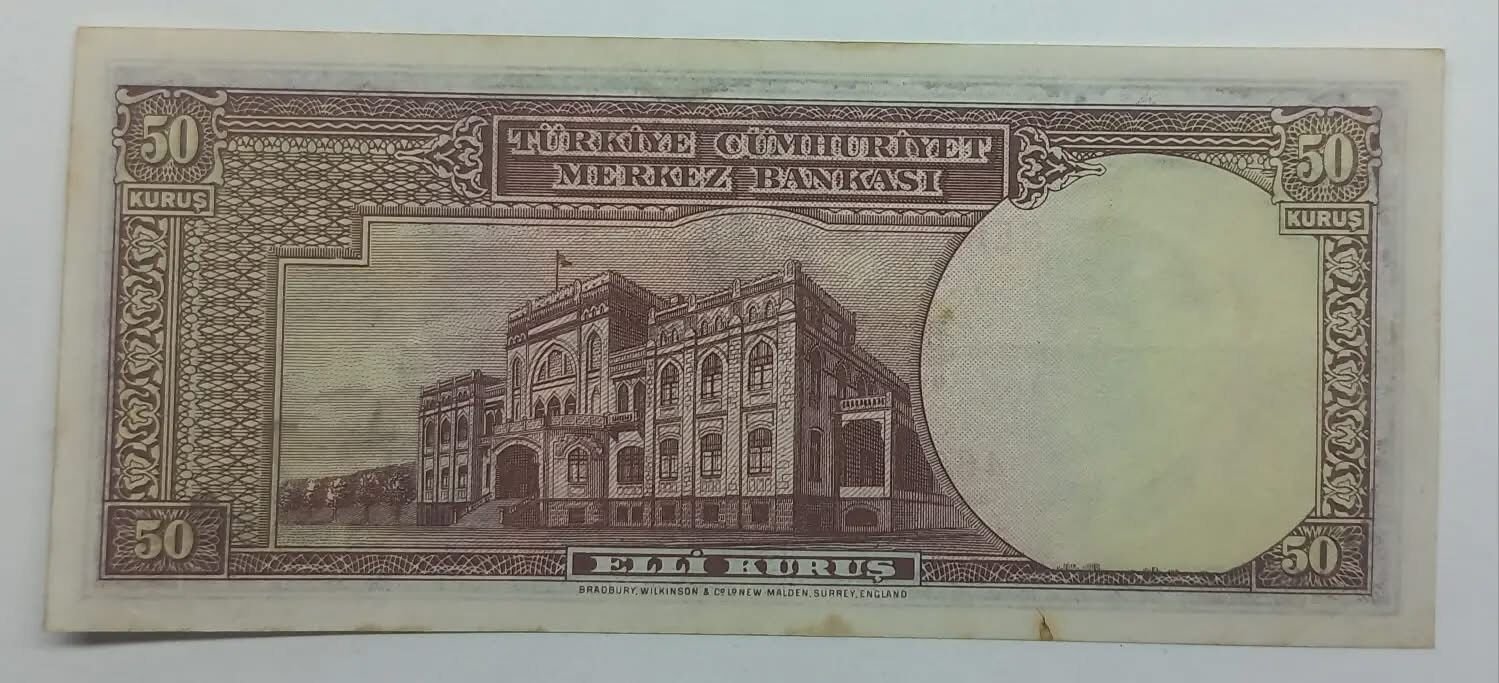 50
TÜRKİYE CÜMHURİYET
50
MERKEZ BANKASI
KURUŞ
KURUŞ
50
ELLİ KURUŞ
50
BRADBURY, WILKINSON & Cº Lº NEW MALDEN, SURREY, ENGLAND